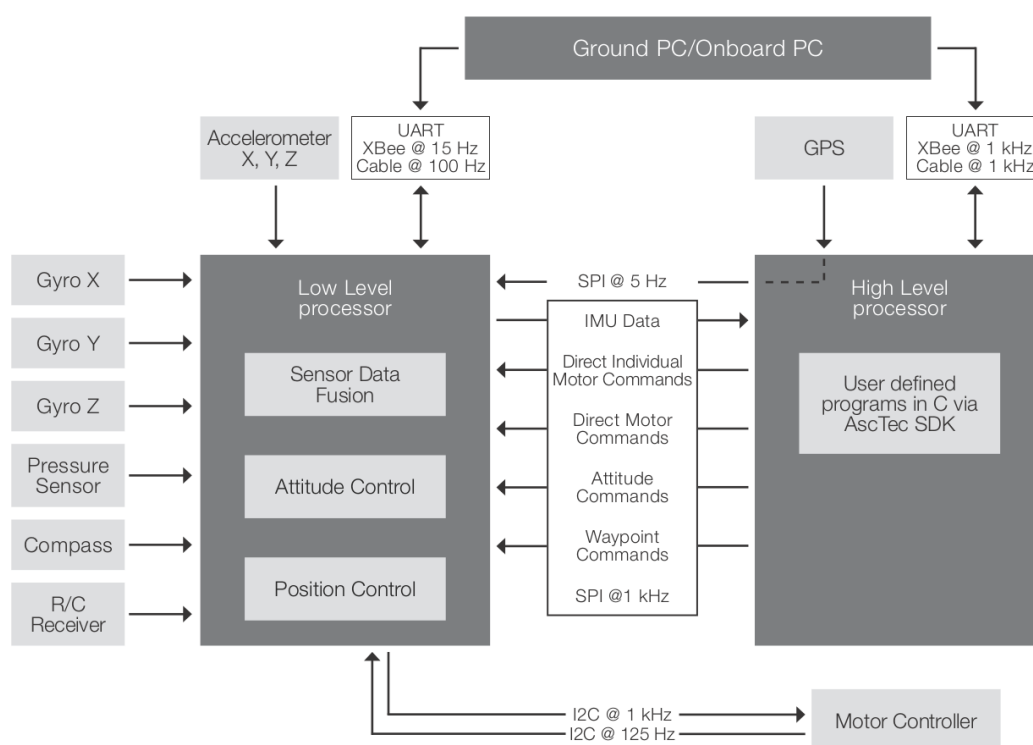 Ground PC/Onboard PC
Accelerometer
X, Y, Z
UART
XBee @ 15 Hz
Cable @ 100 Hz
GPS
UART
XBee @ 1 kHz
Cable @ 1 kHz
Gyro X
Gyro Y
Gyro Z
Pressure
Sensor
Compass
R/C
Receiver
Low Level
processor
Sensor Data
Fusion
Attitude Control
Position Control
SPI @ 5 Hz
IMU Data
Direct Individual
Motor Commands
Direct Motor
Commands
Attitude
Commands
Waypoint
Commands
SPI @1 kHz
High Level
processor
User defined
programs in C via
AscTec SDK
I2C @ 1 kHz
I2C @ 125 Hz
Motor Controller